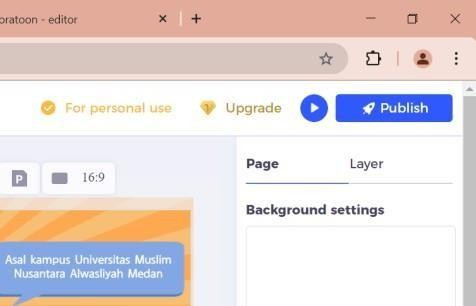 oratoon - editor
For personal use
Upgrade
Publish
P
16:9
Page
Layer
Background settings
Asal kampus Universitas Muslim
Nusantara Alwasliyah Medan